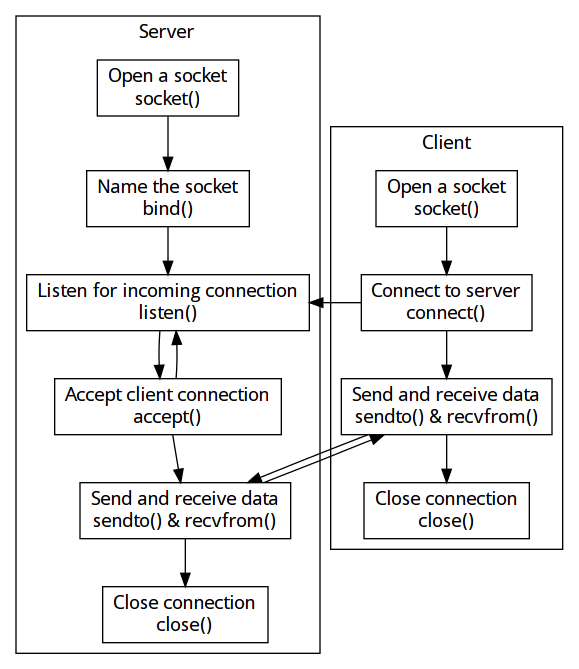 Server
Open a socket
socket()
Name the socket
bind()
Listen for incoming connection
listen()
Accept client connection
accept()
Send and receive data
sendto() & recvfrom()
Close connection
close()
Client
Open a socket
socket()
Connect to server
connect()
Send and receive data
sendto() & recvfrom()
Close connection
close()